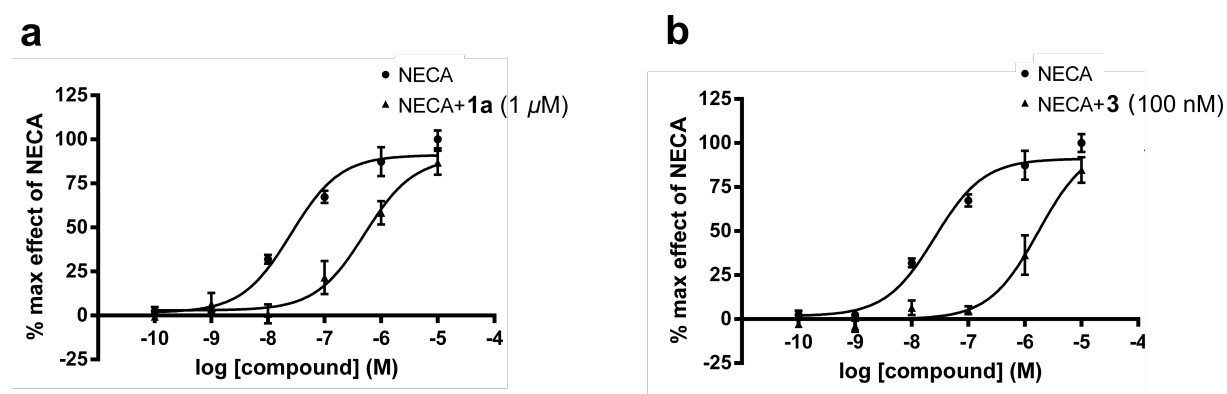 a
NECA
NECA+1a (1 µM)
125
100
75
50
25
0
-25
-10 -9 -8 -7 -6 -5 -4
% max effect of NECA
log [compound] (M)
b
NECA
NECA+3 (100 nM)
125
100
75
50
25
0
-25
-10 -9 -8 -7 -6 -5 -4
% max effect of NECA
log [compound] (M)